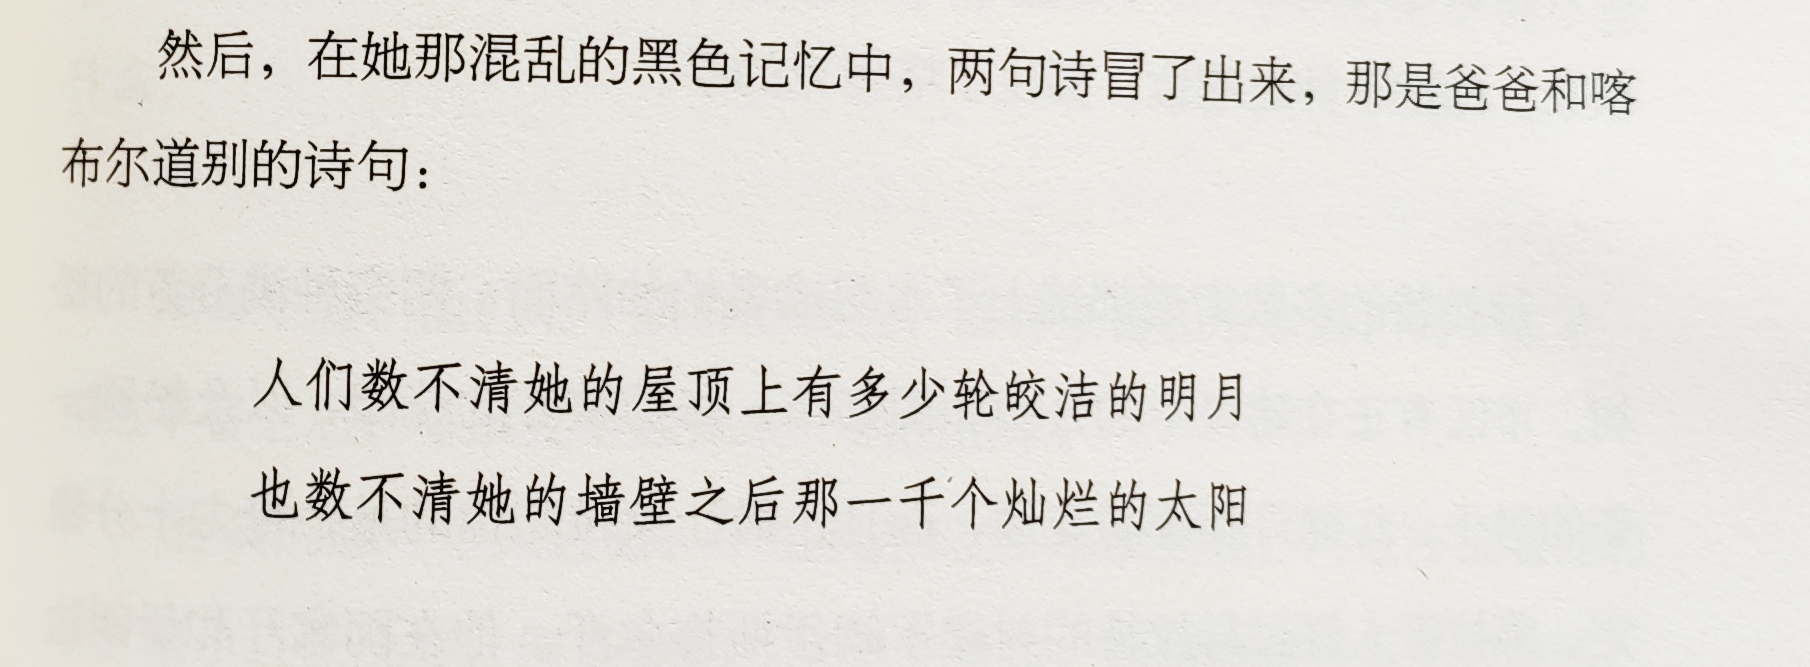 然后，在她那混乱的黑色记忆中，两句诗冒了出来，那是爸爸和喀
布尔道别的诗句：
人们数不清她的屋顶上有多少轮皎洁的明月
也数不清她的墙壁之后那一千个灿烂的太阳